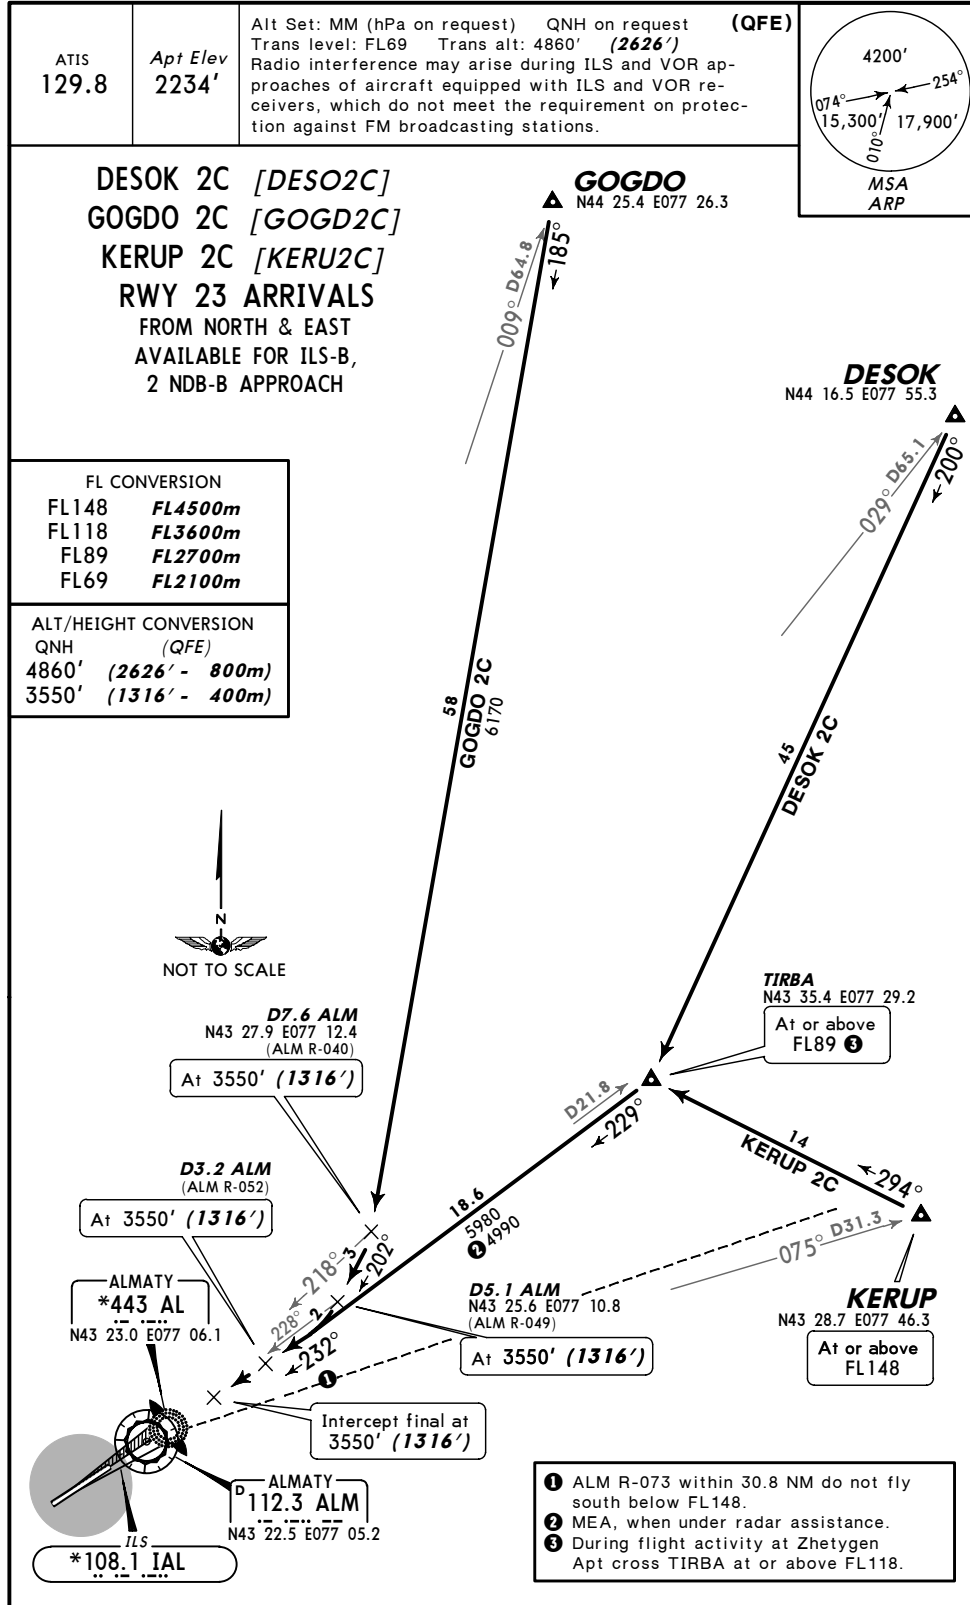 ATIS
129.8
Apt Elev
2234'
Alt Set: MM (hPa on request) QNH on request (QFE)
Trans level: FL69 Trans alt: 4860' (2626')
Radio interference may arise during ILS and VOR ap-
proaches of aircraft equipped with ILS and VOR re-
ceivers, which do not meet the requirement on protec-
tion against FM broadcasting stations.
4200'
074°
254°
15,300'
17,900'
010°
MSA
ARP
DESOK 2C [DESO2C]
GOGDO 2C [GOGD2C]
KERUP 2C [KERU2C]
RWY 23 ARRIVALS
FROM NORTH & EAST
AVAILABLE FOR ILS-B,
2 NDB-B APPROACH
GOGDO
N44 25.4 E077 26.3
185°
009° D64.8
DESOK
N44 16.5 E077 55.3
200°
029° D65.1
FL CONVERSION
FL148 FL4500m
FL118 FL3600m
FL89 FL2700m
FL69 FL2100m
ALT/HEIGHT CONVERSION
QNH (QFE)
4860' (2626' - 800m)
3550' (1316' - 400m)
58
GOGDO 2C
6170
45
DESOK 2C
N
NOT TO SCALE
TIRBA
N43 35.4 E077 29.2
At or above
FL89 3
D7.6 ALM
N43 27.9 E077 12.4
(ALM R-040)
At 3550' (1316')
D21.8
229°
14
KERUP 2C
294°
D3.2 ALM
(ALM R-052)
At 3550' (1316')
18.6
5980
2 4990
075° D31.3
KERUP
N43 28.7 E077 46.3
At or above
FL148
218°
3
202°
228°
2
232°
1
D5.1 ALM
N43 25.6 E077 10.8
(ALM R-049)
At 3550' (1316')
ALMATY
*443 AL
N43 23.0 E077 06.1
Intercept final at
3550' (1316')
ALMATY
D 112.3 ALM
N43 22.5 E077 05.2
ILS
*108.1 IAL
1 ALM R-073 within 30.8 NM do not fly
south below FL148.
2 MEA, when under radar assistance.
3 During flight activity at Zhetygen
Apt cross TIRBA at or above FL118.